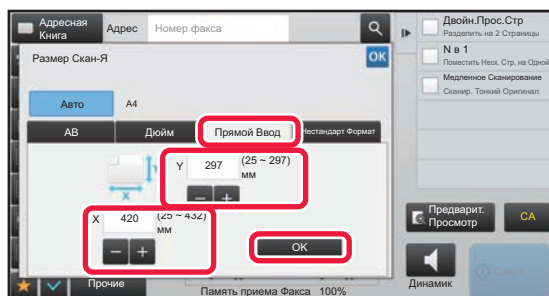 Адресная
Книга
Адрес
Номер факса
Двойн.Прос.Стр
Разделить на 2 Страницы
Размер Скан-Я
OK
N в 1
Поместить Неск. Стр. на Одной
Медленное Сканирование
Сканир. Тонкий Оригинал
Авто
A4
АВ
Дюйм
Прямой Ввод
Нестандарт Формат
Y
297
(25 ~ 297)
мм
Y
X
X
420
(25 ~ 432)
мм
OK
Предварит.
Просмотр
CA
Прочие
Память приема Факса 100%
Динамик
Старт